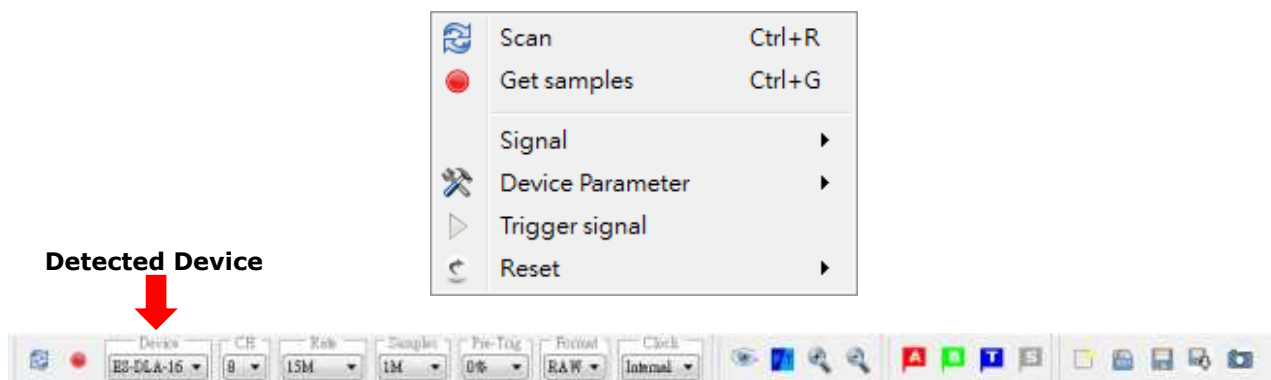 Scan Ctrl+R
Get samples Ctrl+G
Signal
Device Parameter
Trigger signal
Reset
Detected Device
Device CH Rate Samples Pre-Trig Format Clock
ES-DLA-16 8 15M 1M 0% RAW Internal
A B T S